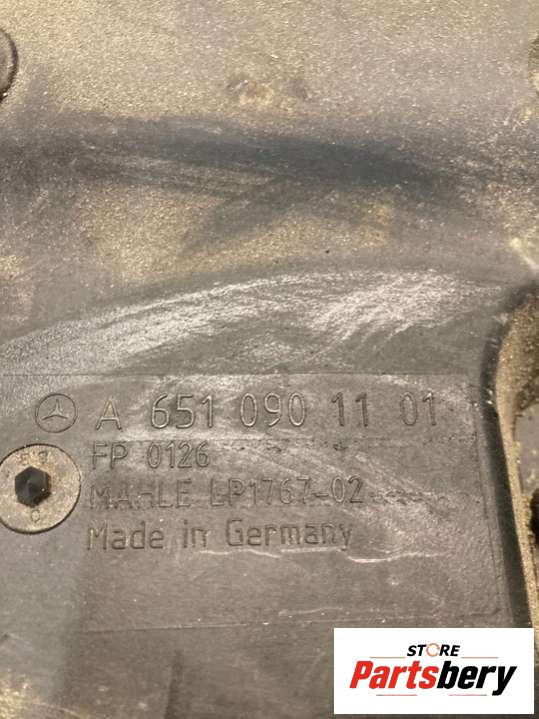 A 651 090 11 01
FP 0126
MAHLE LP1767-02
Made in Germany
STORE
Partsbery